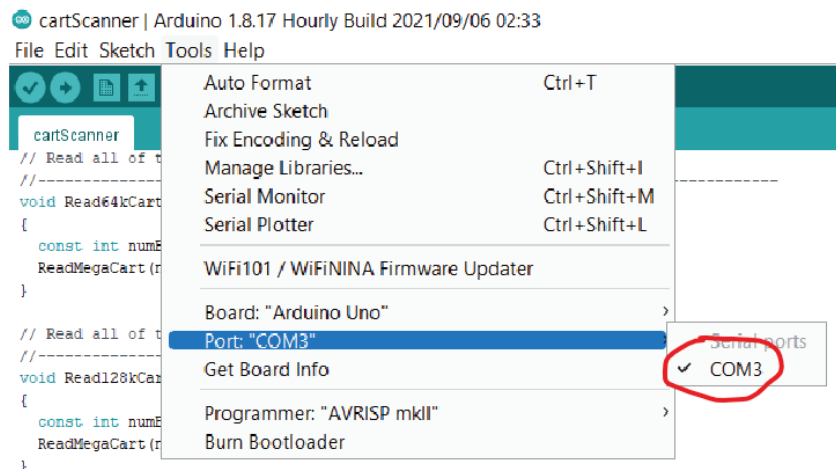 cartScanner | Arduino 1.8.17 Hourly Build 2021/09/06 02:33
File Edit Sketch Tools Help
cartScanner
// Read all of t
//----------------------------------------
void Read64kCart
{
const int numB
ReadMegaCart(n
}
// Read all of t
//---------------
void Read128kCar
{
const int numB
ReadMegaCart(n
}
Auto Format Ctrl+T
Archive Sketch
Fix Encoding & Reload
Manage Libraries... Ctrl+Shift+I
Serial Monitor Ctrl+Shift+M
Serial Plotter Ctrl+Shift+L
WiFi101 / WiFiNINA Firmware Updater
Board: "Arduino Uno"
Port: "COM3"
Get Board Info
Programmer: "AVRISP mkII"
Burn Bootloader
Serial ports
COM3